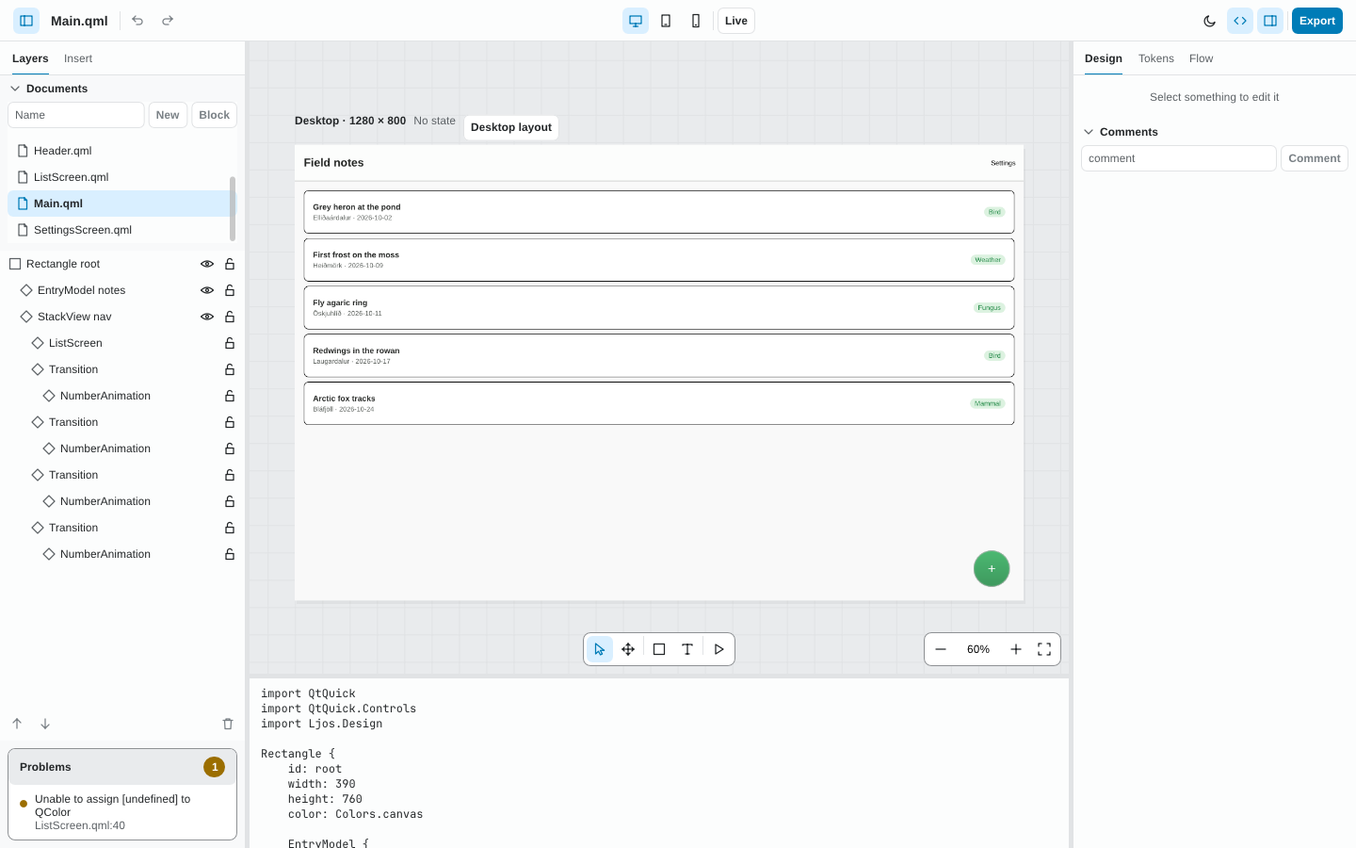 Main.qml
Live
Export
Layers
Insert
Documents
Name
New
Block
Header.qml
ListScreen.qml
Main.qml
SettingsScreen.qml
Rectangle root
EntryModel notes
StackView nav
ListScreen
Transition
NumberAnimation
Transition
NumberAnimation
Transition
NumberAnimation
Transition
NumberAnimation
Problems
1
Unable to assign [undefined] to
QColor
ListScreen.qml:40
Desktop · 1280 × 800 No state
Desktop layout
Field notes
Settings
Grey heron at the pond
Elliðaárdalur · 2026-10-02
Bird
First frost on the moss
Heiðmörk · 2026-10-09
Weather
Fly agaric ring
Öskjuhlíð · 2026-10-11
Fungus
Redwings in the rowan
Laugardalur · 2026-10-17
Bird
Arctic fox tracks
Bláfjöll · 2026-10-24
Mammal
+
60%
import QtQuick
import QtQuick.Controls
import Ljos.Design
Rectangle {
id: root
width: 390
height: 760
color: Colors.canvas
EntryModel {
Design
Tokens
Flow
Select something to edit it
Comments
comment
Comment